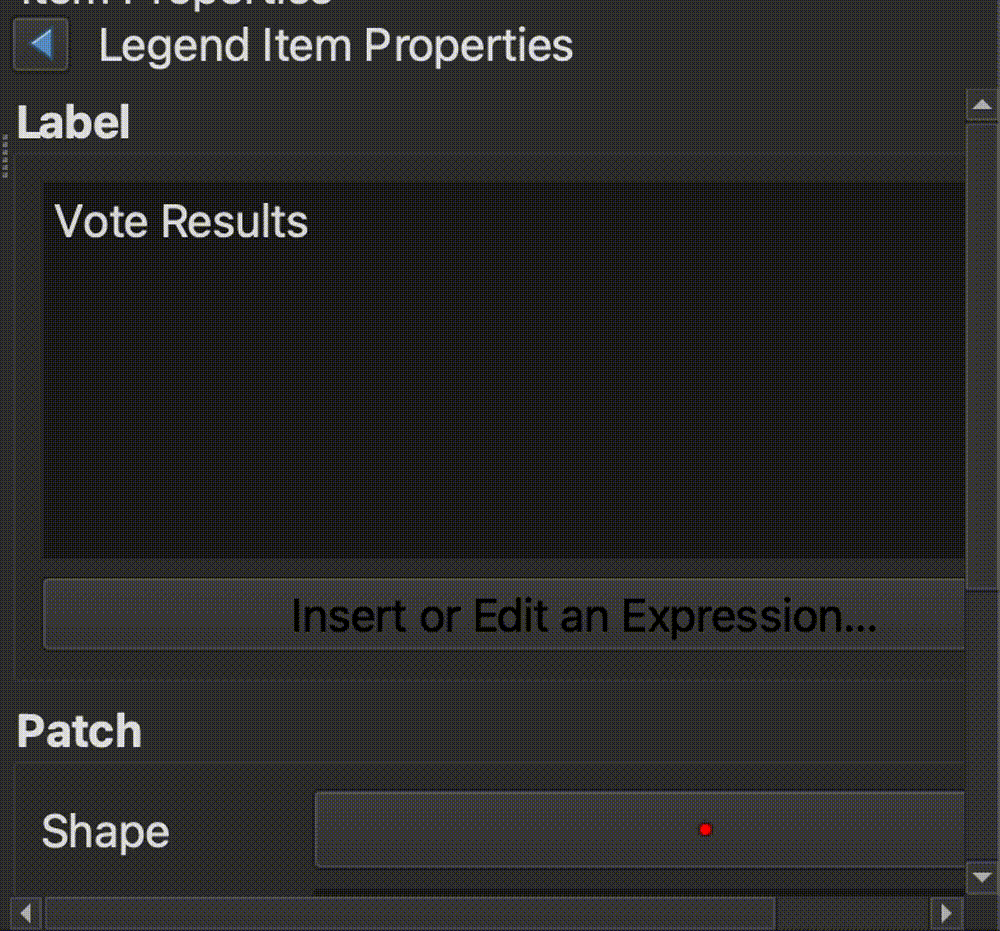 Item Properties
Legend Item Properties
Label
Vote Results
Insert or Edit an Expression...
Patch
Shape